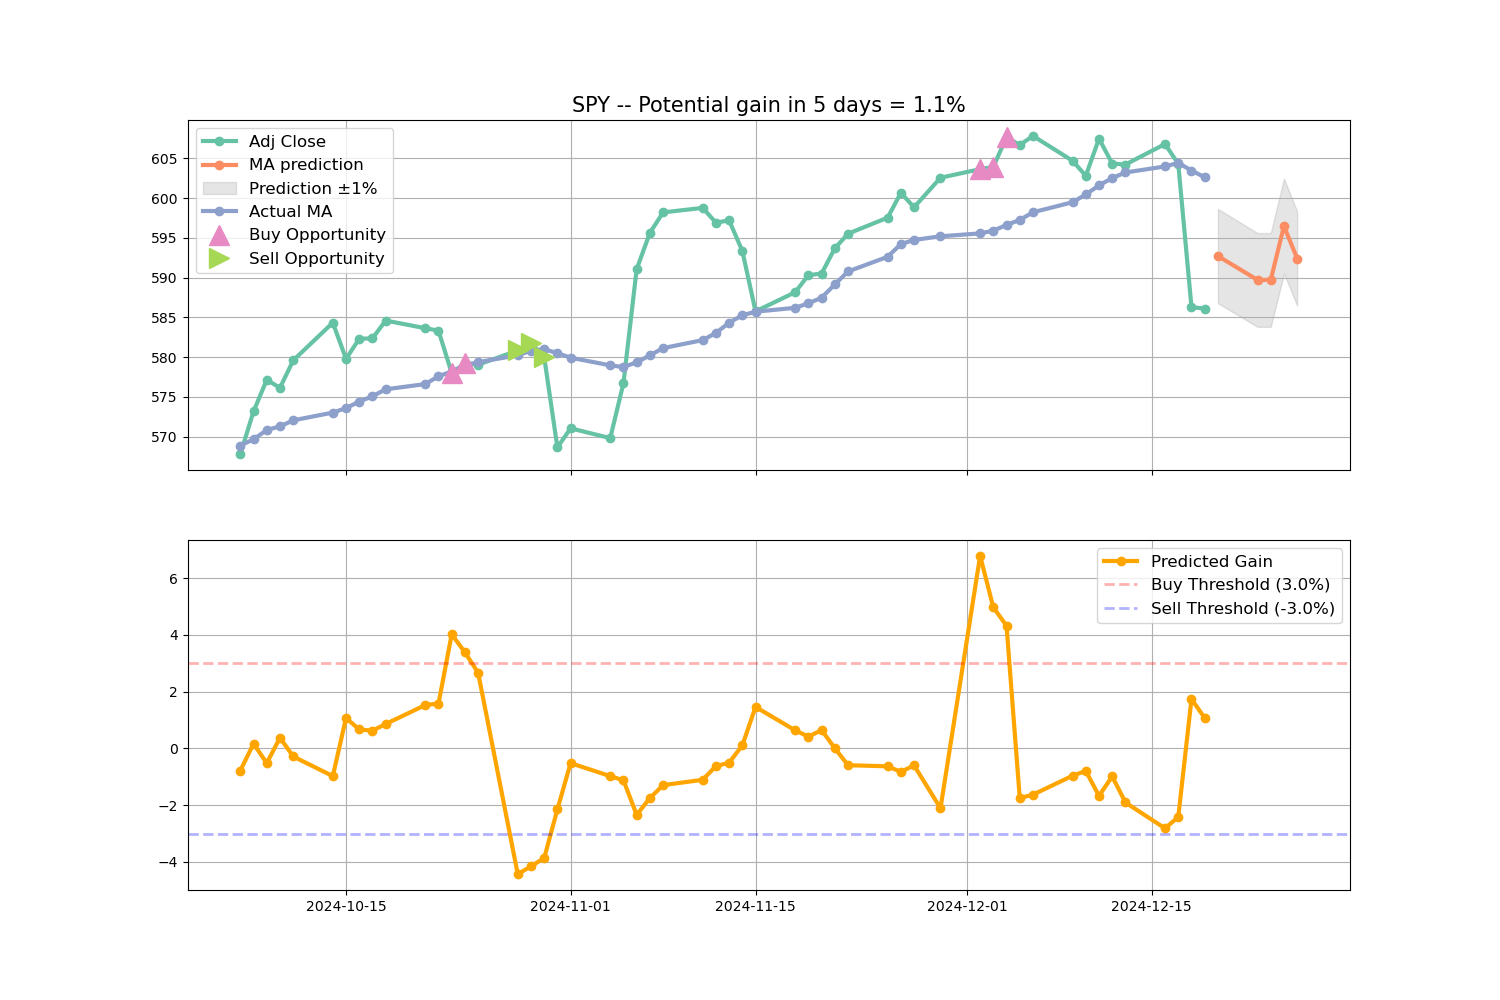 SPY -- Potential gain in 5 days = 1.1%
Adj Close
MA prediction
Prediction ±1%
Actual MA
Buy Opportunity
Sell Opportunity
605
600
595
590
585
580
575
570
Predicted Gain
Buy Threshold (3.0%)
Sell Threshold (-3.0%)
6
4
2
0
−2
−4
2024-10-15
2024-11-01
2024-11-15
2024-12-01
2024-12-15